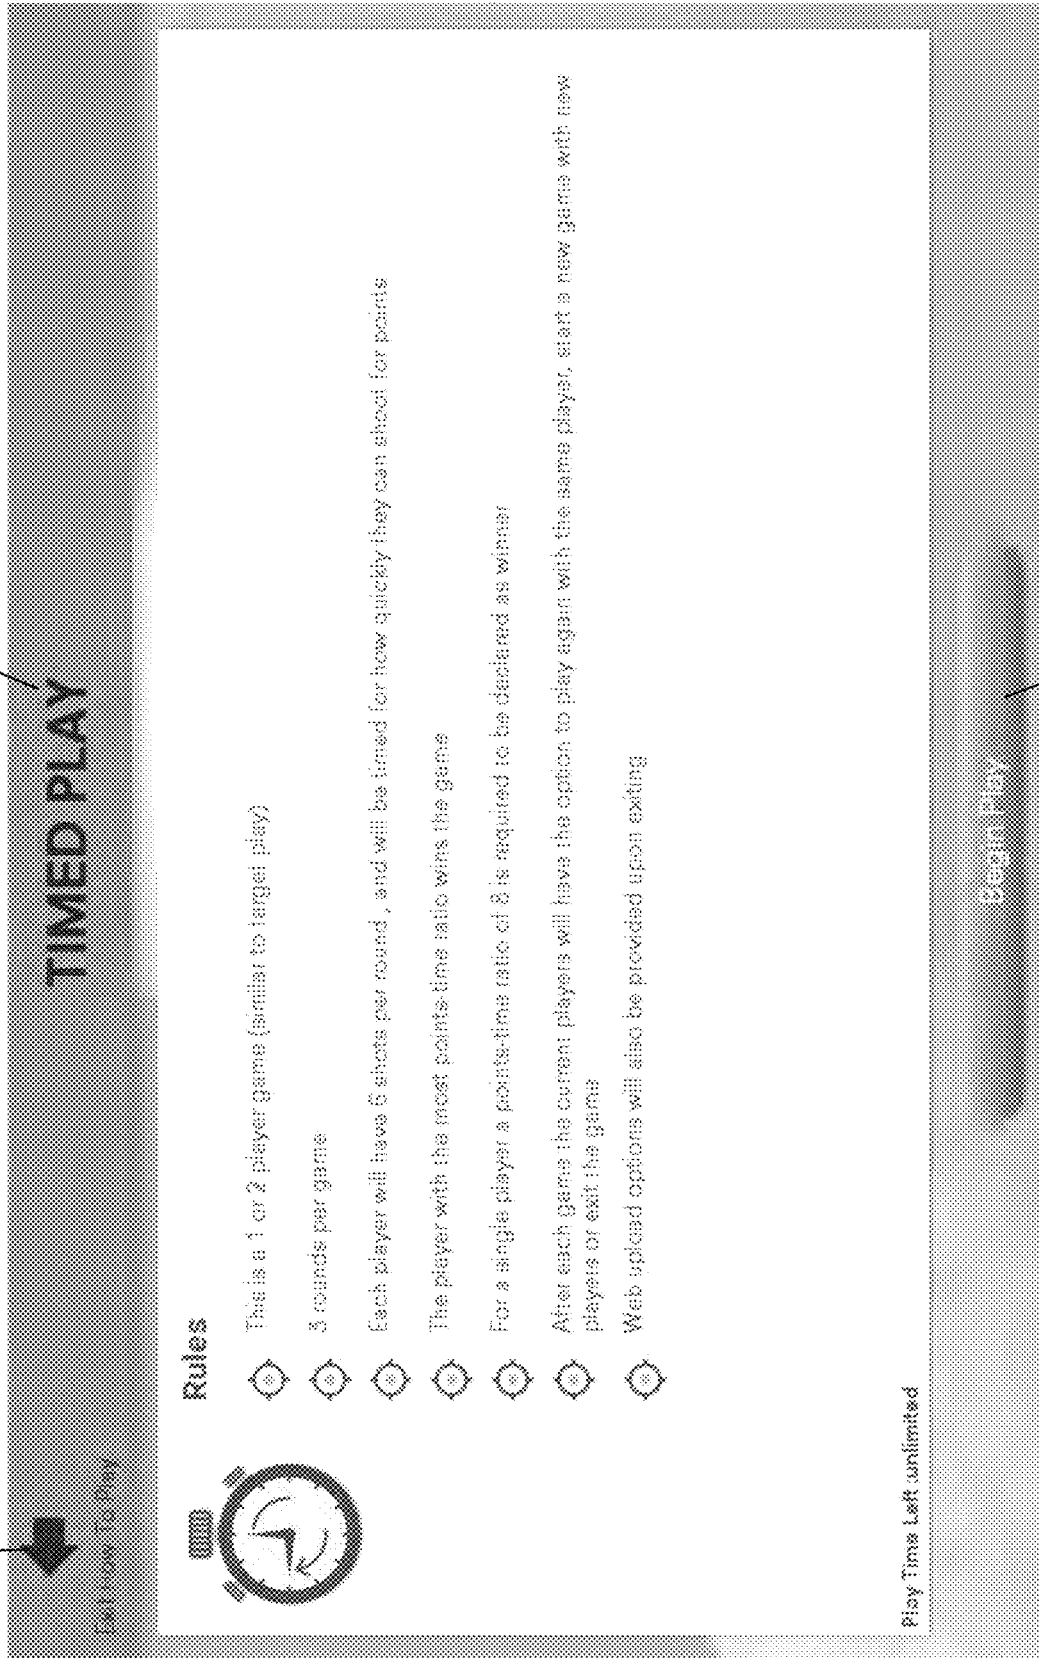 TIMED PLAY
How To Play
Rules
This is a 1 or 2 player game (similar to target play)
3 rounds per game
Each player will have 6 shots per round , and will be timed for how quickly they can shoot for points
The player with the most points-time ratio wins the game
For a single player a points-time ratio of 8 is required to be declared as winner
After each game the current players will have the option to play again with the same player, start a new game with new
players or exit the game
Web upload options will also be provided upon exiting
Play Time Left :unlimited
Begin Play